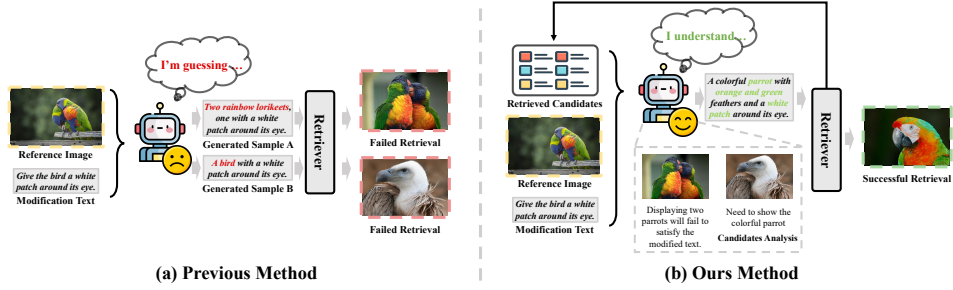 I'm guessing …
Reference Image
Give the bird a white
patch around its eye.
Modification Text
Two rainbow lorikeets,
one with a white
patch around its eye.
Generated Sample A
A bird with a white
patch around its eye.
Generated Sample B
Retriever
Failed Retrieval
Failed Retrieval
(a) Previous Method
I understand…
Retrieved Candidates
Reference Image
Give the bird a white
patch around its eye.
Modification Text
A colorful parrot with
orange and green
feathers and a white
patch around its eye.
Displaying two
parrots will fail to
satisfy the
modified text.
Need to show the
colorful parrot
Candidates Analysis
Retriever
Successful Retrieval
(b) Ours Method